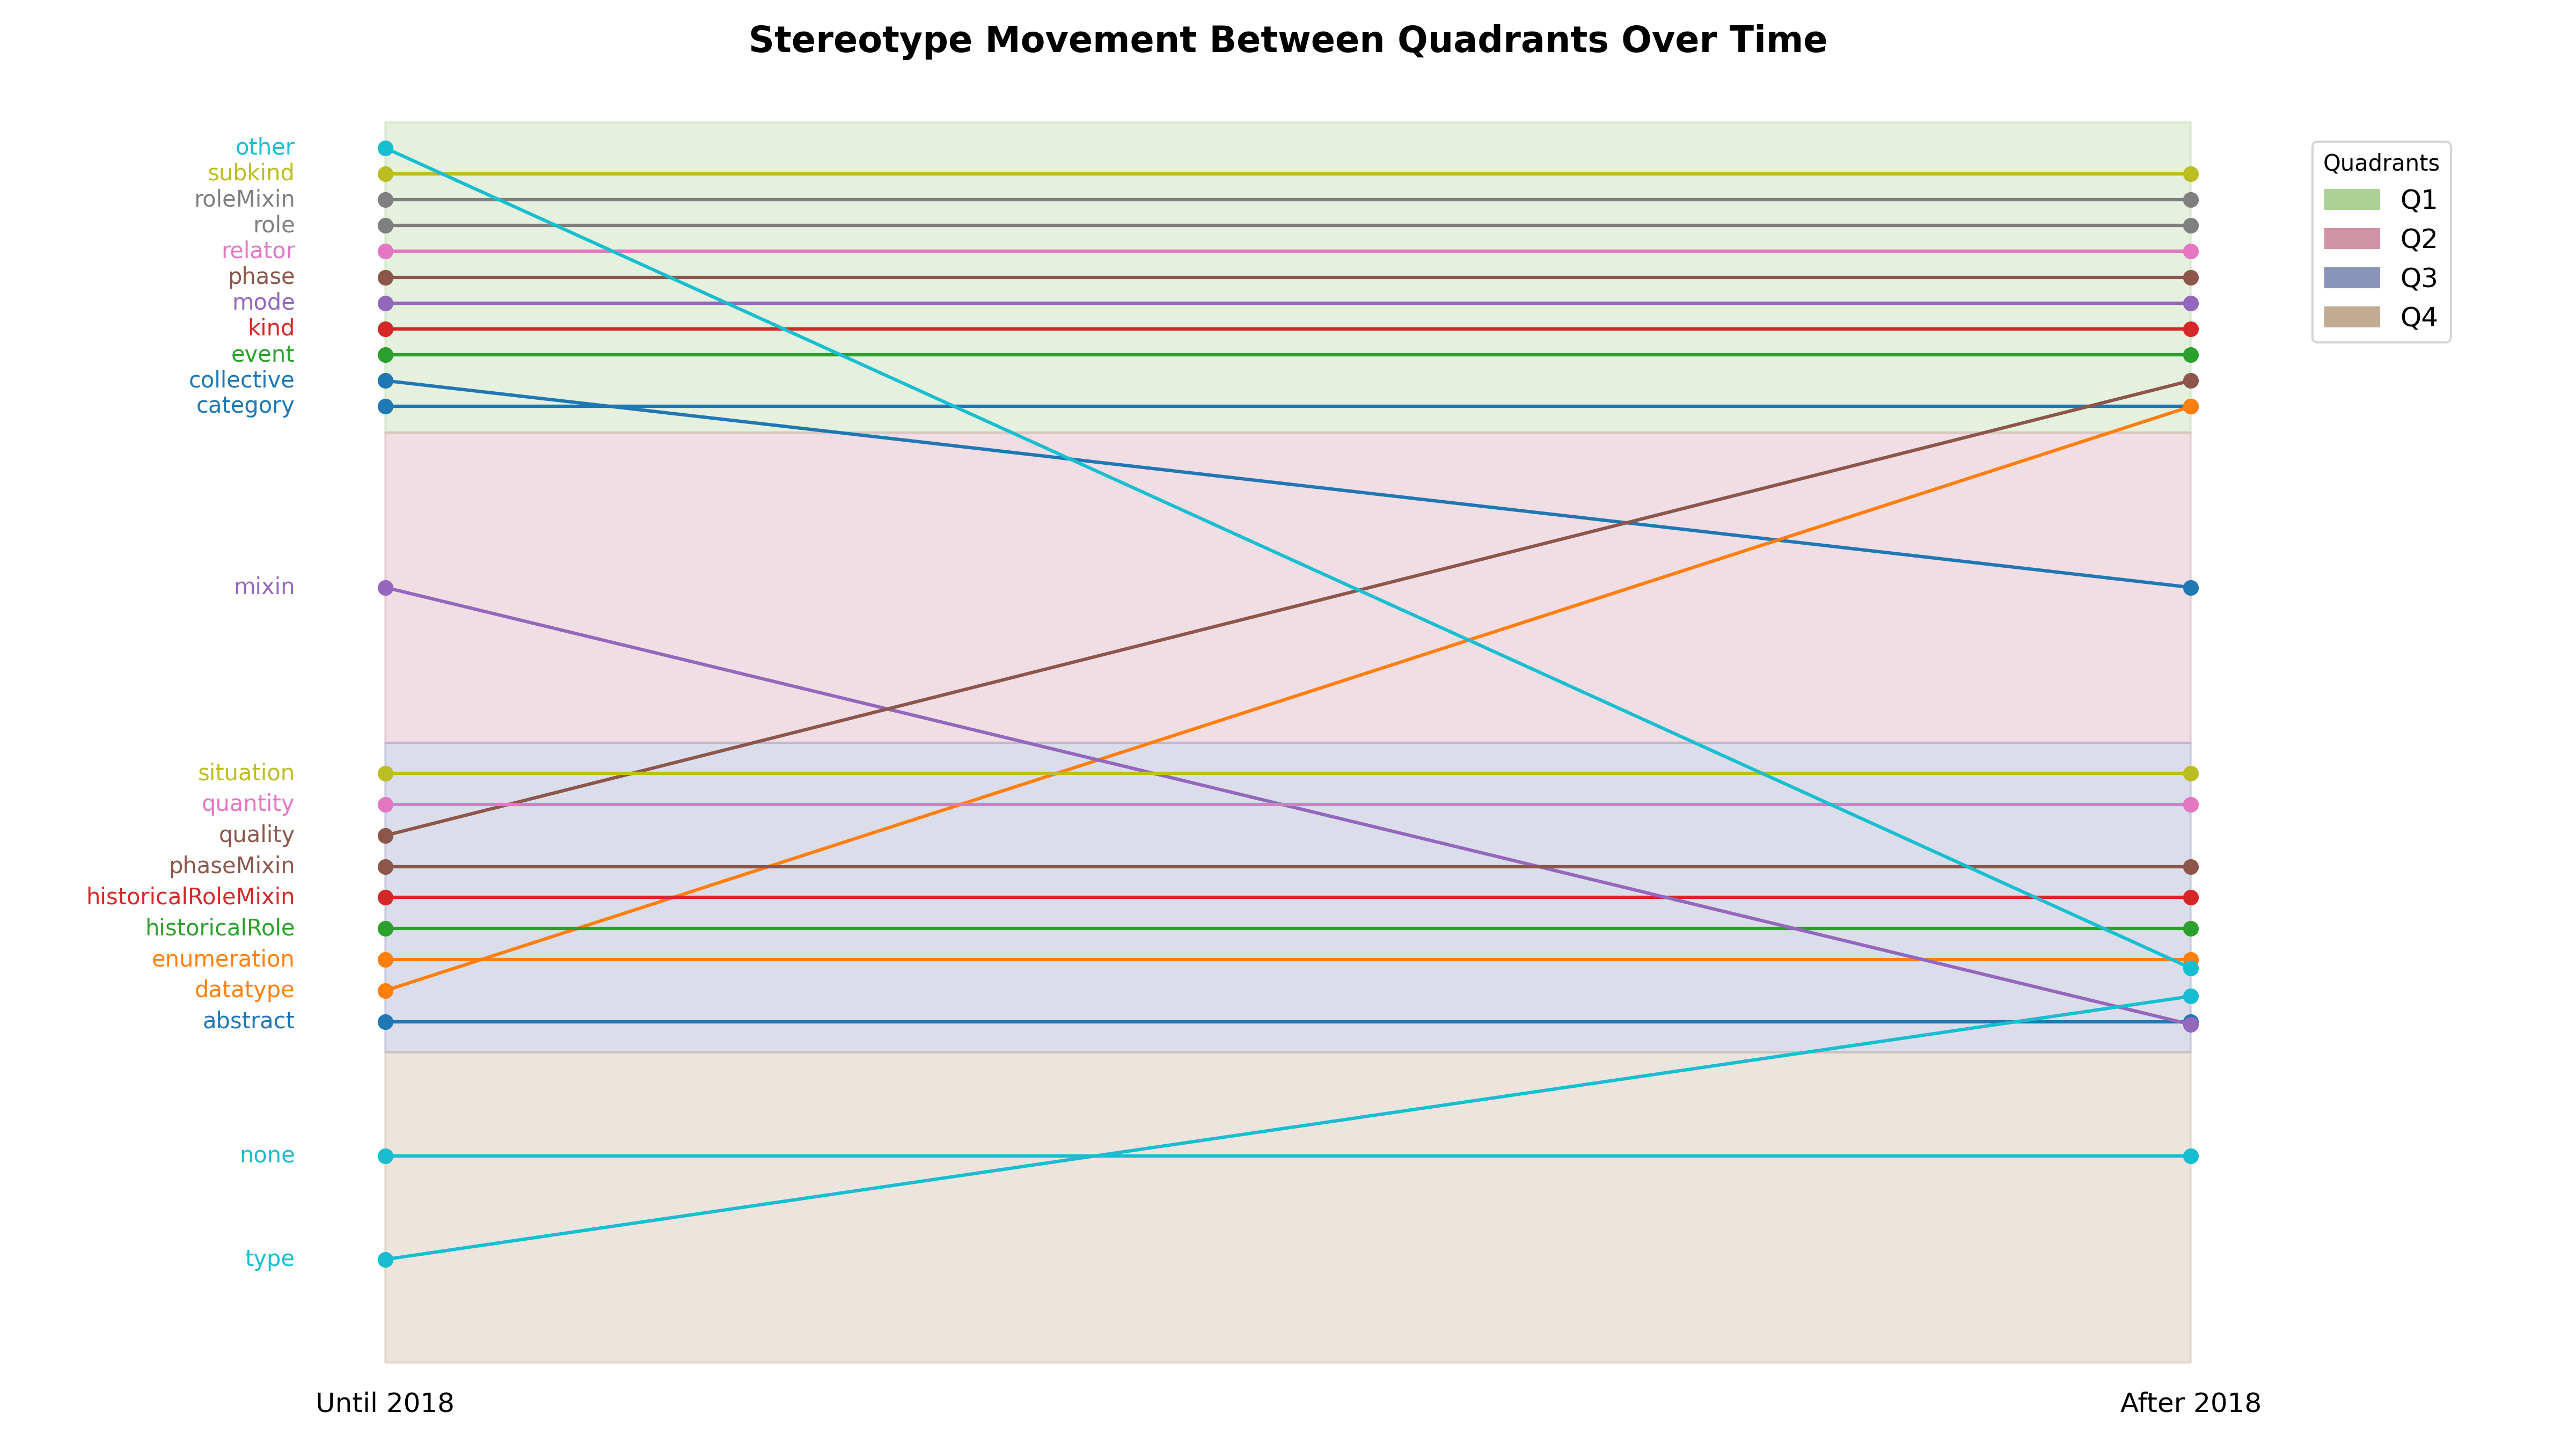 Stereotype Movement Between Quadrants Over Time
other
subkind
roleMixin
role
relator
phase
mode
kind
event
collective
category
mixin
situation
quantity
quality
phaseMixin
historicalRoleMixin
historicalRole
enumeration
datatype
abstract
none
type
Until 2018
After 2018
Quadrants
Q1
Q2
Q3
Q4